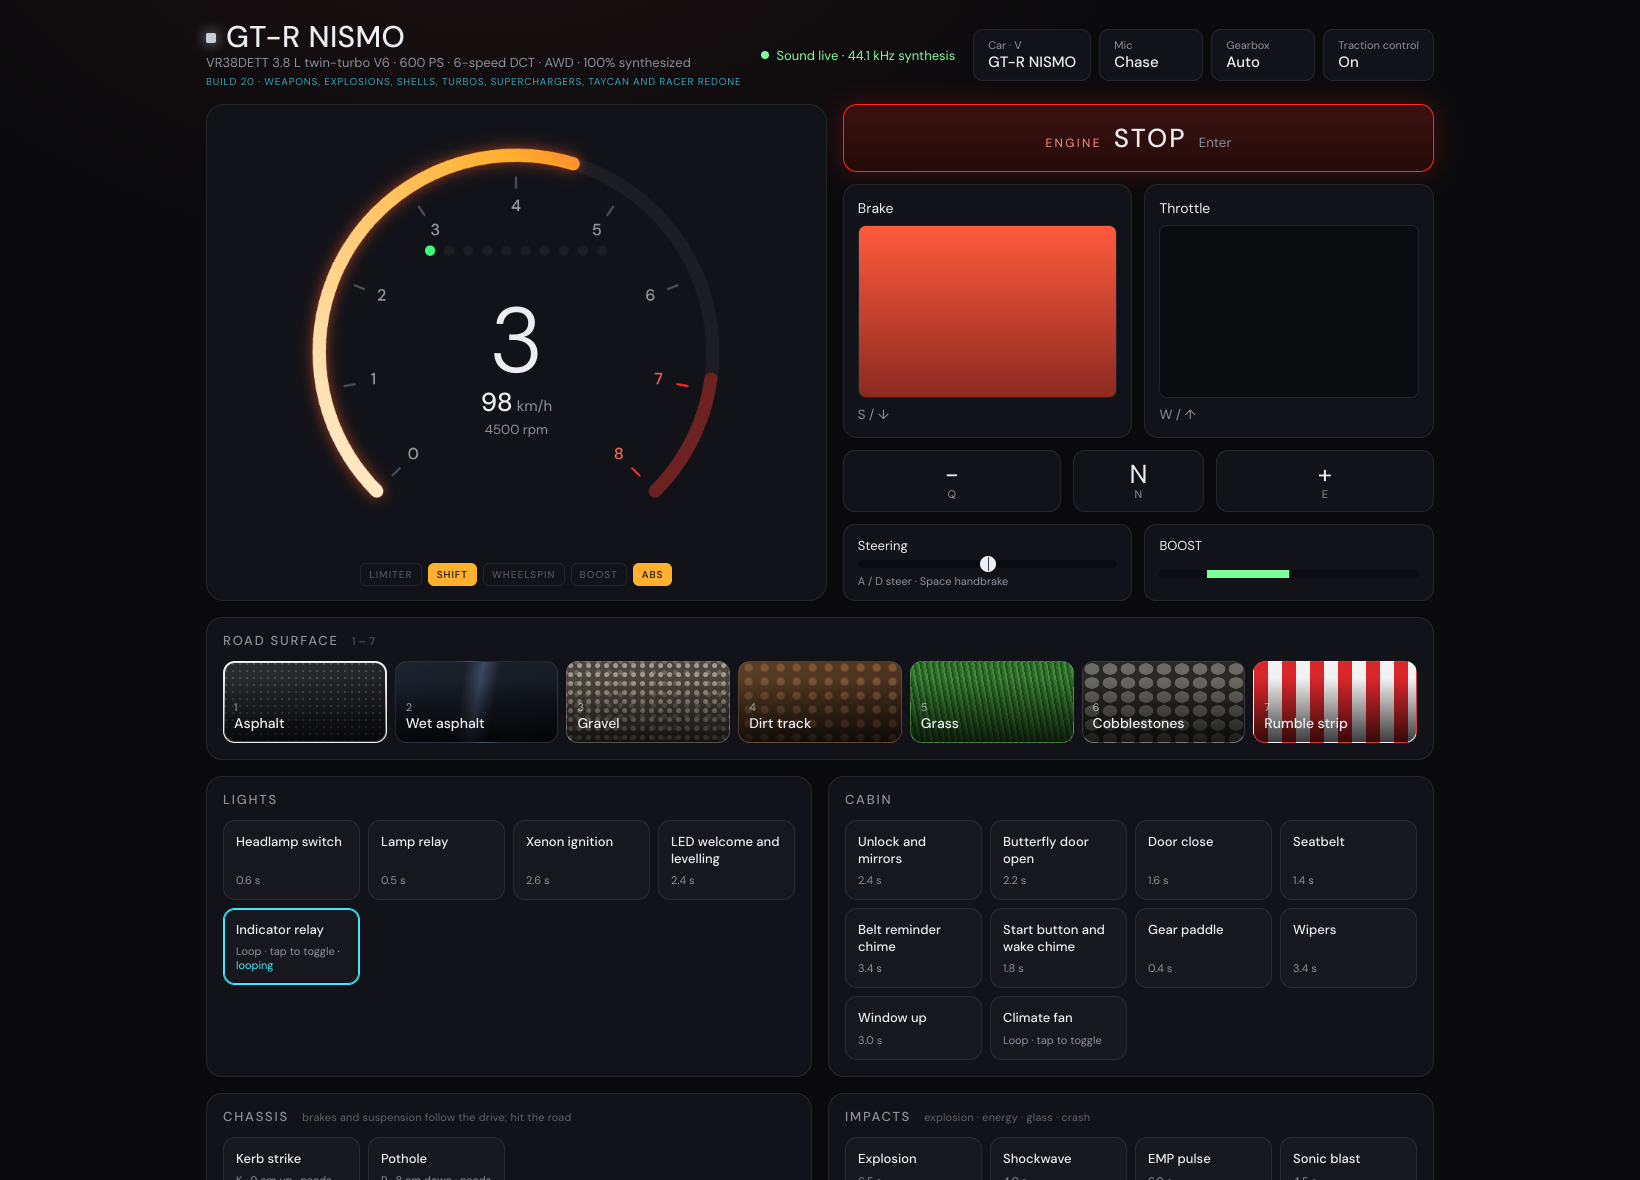 GT-R NISMO
VR38DETT 3.8 L twin-turbo V6 · 600 PS · 6-speed DCT · AWD · 100% synthesized
BUILD 20 · WEAPONS, EXPLOSIONS, SHELLS, TURBOS, SUPERCHARGERS, TAYCAN AND RACER REDONE
Sound live · 44.1 kHz synthesis
Car · V
GT-R NISMO
Mic
Chase
Gearbox
Auto
Traction control
On
0
1
2
3
4
5
6
7
8
3
98 km/h
4500 rpm
LIMITER
SHIFT
WHEELSPIN
BOOST
ABS
ENGINE STOP Enter
Brake
S / ↓
Throttle
W / ↑
−
Q
N
N
+
E
Steering
A / D steer · Space handbrake
BOOST
ROAD SURFACE 1 – 7
1
Asphalt
2
Wet asphalt
3
Gravel
4
Dirt track
5
Grass
6
Cobblestones
7
Rumble strip
LIGHTS
Headlamp switch
0.6 s
Lamp relay
0.5 s
Xenon ignition
2.6 s
LED welcome and
levelling
2.4 s
Indicator relay
Loop · tap to toggle ·
looping
CABIN
Unlock and
mirrors
2.4 s
Butterfly door
open
2.2 s
Door close
1.6 s
Seatbelt
1.4 s
Belt reminder
chime
3.4 s
Start button and
wake chime
1.8 s
Gear paddle
0.4 s
Wipers
3.4 s
Window up
3.0 s
Climate fan
Loop · tap to toggle
CHASSIS brakes and suspension follow the drive; hit the road
Kerb strike
Pothole
IMPACTS explosion · energy · glass · crash
Explosion
Shockwave
EMP pulse
Sonic blast